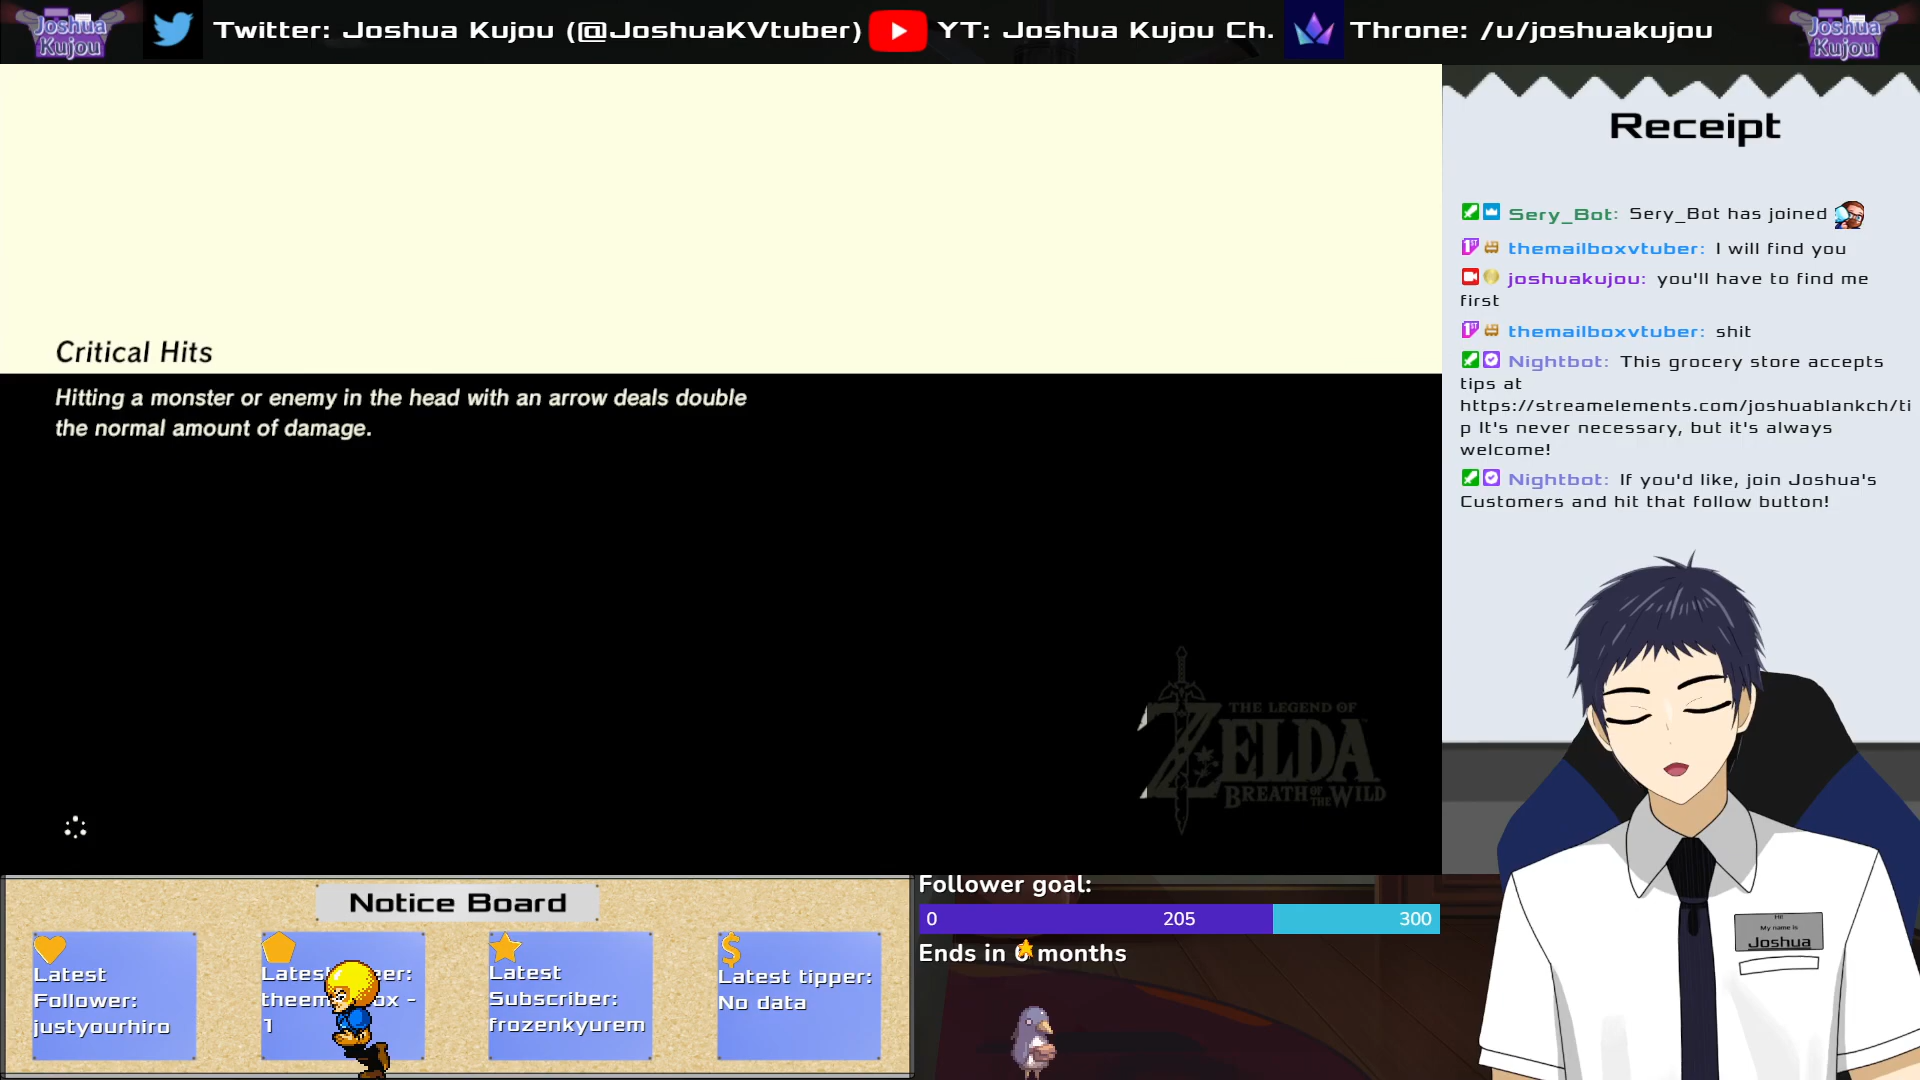 Joshua Kujou
Twitter: Joshua Kujou (@JoshuaKVtuber)
YT: Joshua Kujou Ch.
Throne: /u/joshuakujou
Joshua Kujou
Critical Hits
Hitting a monster or enemy in the head with an arrow deals double
the normal amount of damage.
THE LEGEND OF
ZELDA
BREATH OF THE WILD
Receipt
Sery_Bot: Sery_Bot has joined
themailboxvtuber: I will find you
joshuakujou: you'll have to find me
first
themailboxvtuber: shit
Nightbot: This grocery store accepts
tips at
https://streamelements.com/joshuablankch/ti
p It's never necessary, but it's always
welcome!
Nightbot: If you'd like, join Joshua's
Customers and hit that follow button!
Hi!
My name is
Joshua
Notice Board
Latest
Follower:
justyourhiro
1
Latest
Subscriber:
frozenkyurem
Latest tipper:
No data
Follower goal:
0 205 300
Ends in 6 months